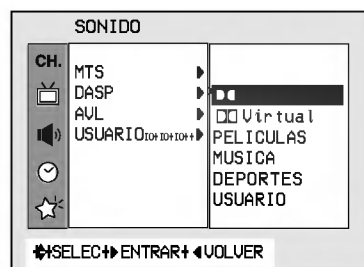 SONIDO
CH.
MTS
DASP
AVL
USUARIO
Virtual
PELICULAS
MUSICA
DEPORTES
USUARIO
SELEC ENTRAR VOLVER